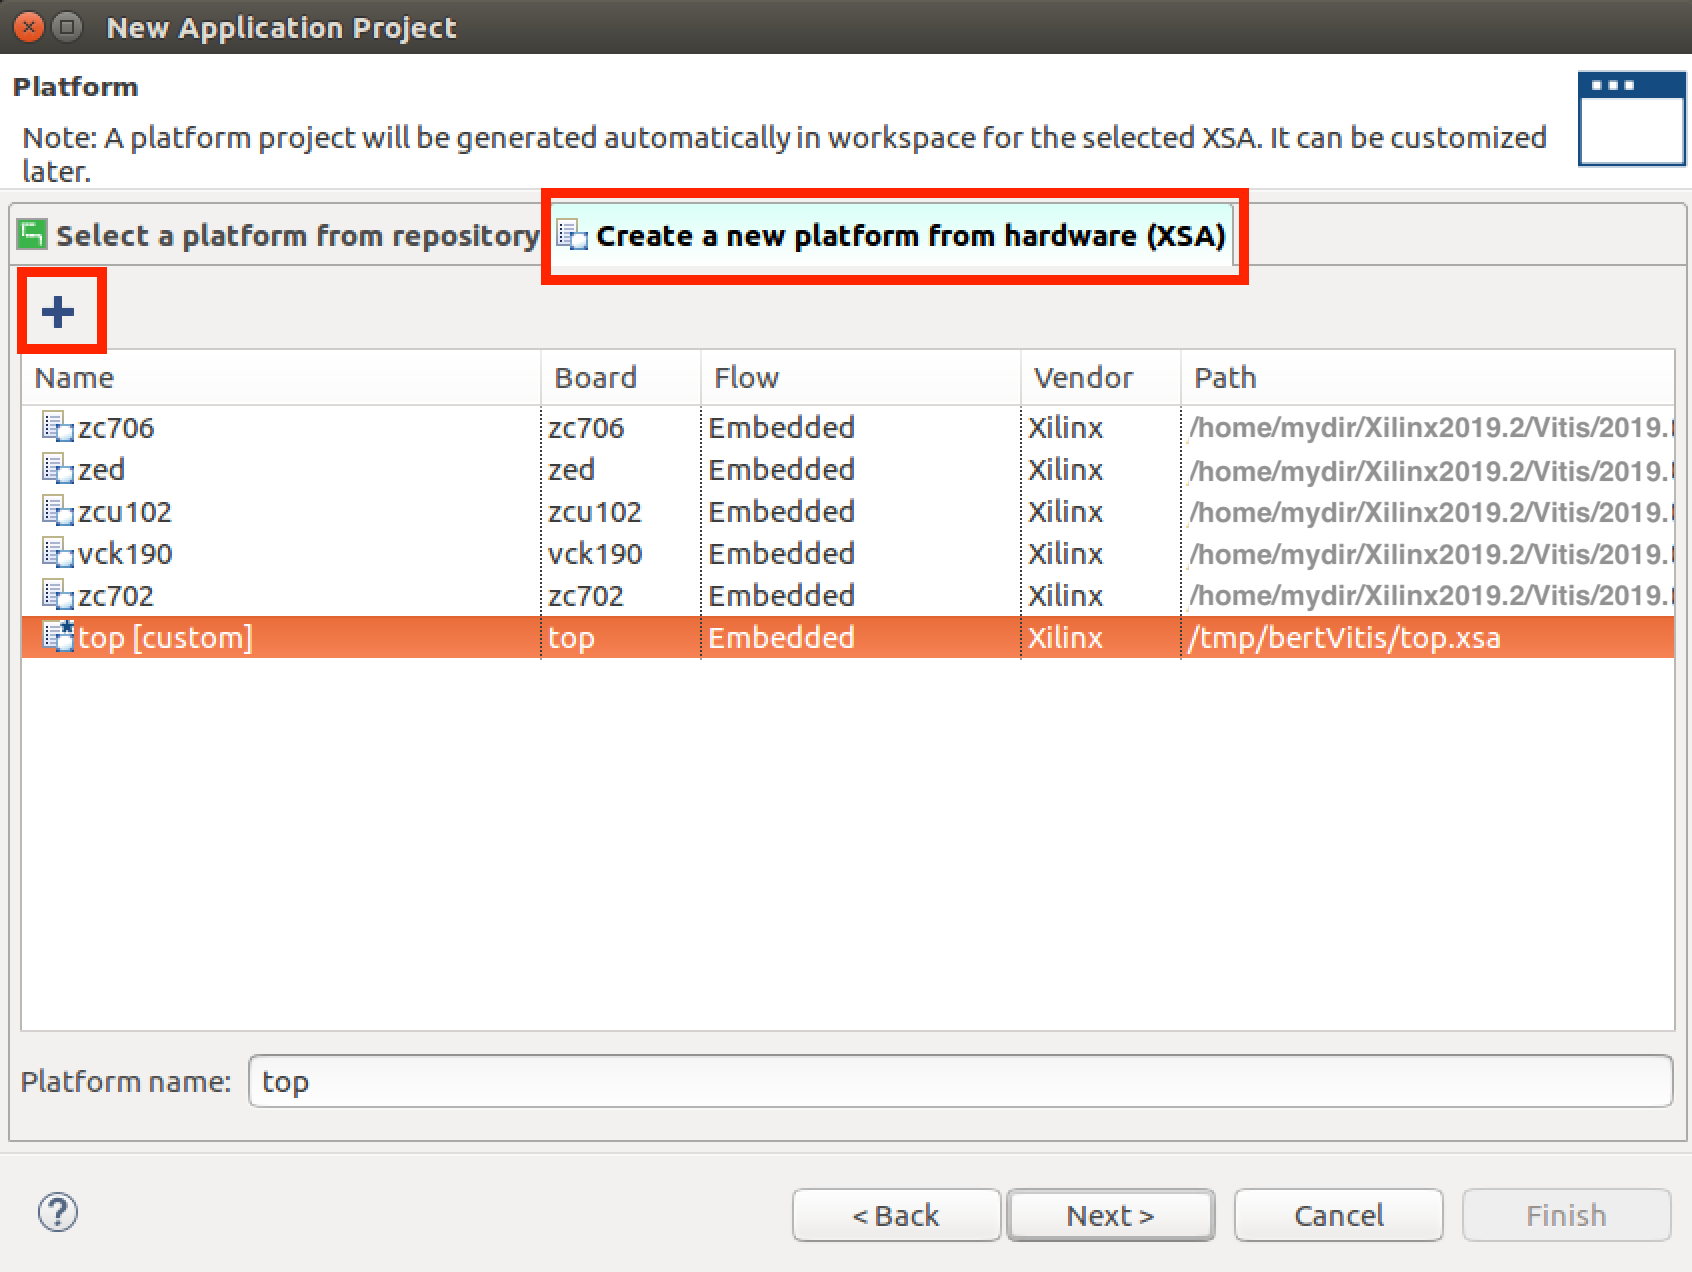 New Application Project
Platform
Note: A platform project will be generated automatically in workspace for the selected XSA. It can be customized
later.
Select a platform from repository Create a new platform from hardware (XSA)
Name Board Flow Vendor Path
zc706 zc706 Embedded Xilinx /home/mydir/Xilinx2019.2/Vitis/2019.
zed zed Embedded Xilinx /home/mydir/Xilinx2019.2/Vitis/2019.
zcu102 zcu102 Embedded Xilinx /home/mydir/Xilinx2019.2/Vitis/2019.
vck190 vck190 Embedded Xilinx /home/mydir/Xilinx2019.2/Vitis/2019.
zc702 zc702 Embedded Xilinx /home/mydir/Xilinx2019.2/Vitis/2019.
top [custom] top Embedded Xilinx /tmp/bertVitis/top.xsa
Platform name: top
< Back Next > Cancel Finish